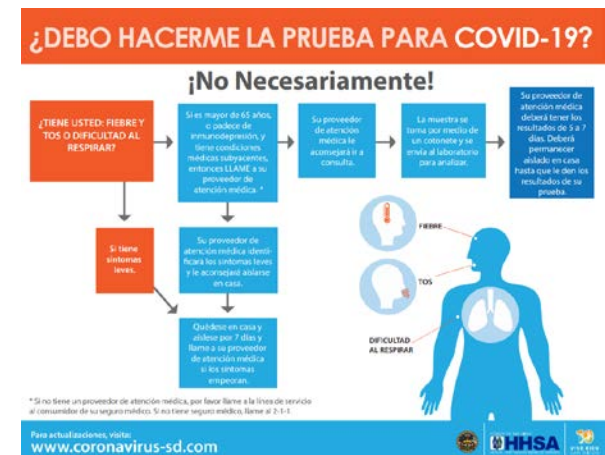 ¿DEBO HACERME LA PRUEBA PARA COVID-19?
¡No Necesariamente!
¿TIENE USTED: FIEBRE Y
TOS O DIFICULTAD AL
RESPIRAR?
Si es mayor de 65 años,
o padece de
inmunodepresión, y
tiene condiciones
médicas subyacentes,
entonces LLAME a su
proveedor de
atención médica. *
Su proveedor
de atención
médica le
aconsejará ir a
consulta.
La muestra se
toma por medio de
un cotonete y se
envía al laboratorio
para analizar.
Su proveedor de
atención médica
deberá tener los
resultados de 5 a 7
días. Deberá
permanecer
aislado en casa
hasta que le den los
resultados de su
prueba.
Si tiene
síntomas
leves.
Su proveedor de
atención médica identi-
ficará los síntomas leves
y le aconsejará aislarse
en casa.
Quédese en casa y
aíslese por 7 días y
llame a su proveedor
de atención médica
si los síntomas
empeoran.
FIEBRE
TOS
DIFICULTAD
AL RESPIRAR
* Si no tiene un proveedor de atención médica, por favor llame a la línea de servicio
al consumidor de su seguro médico. Si no tiene seguro médico, llame al 2-1-1.
Para actualizaciones, visite:
www.coronavirus-sd.com
HHSA